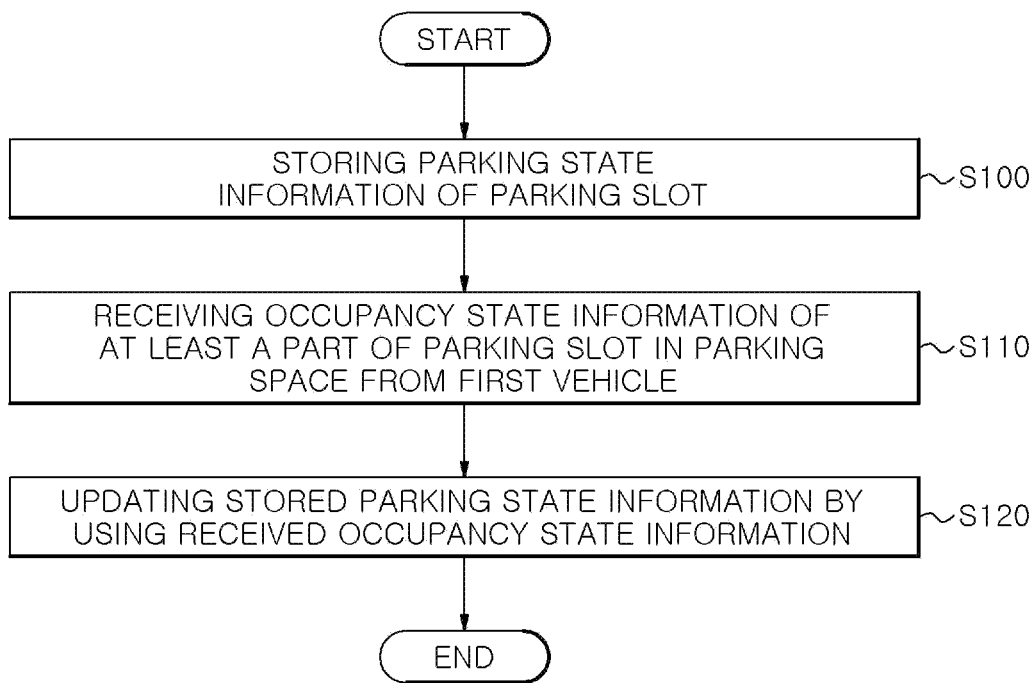 START
STORING PARKING STATE
INFORMATION OF PARKING SLOT
S100
RECEIVING OCCUPANCY STATE INFORMATION OF
AT LEAST A PART OF PARKING SLOT IN PARKING
SPACE FROM FIRST VEHICLE
S110
UPDATING STORED PARKING STATE INFORMATION BY
USING RECEIVED OCCUPANCY STATE INFORMATION
S120
END